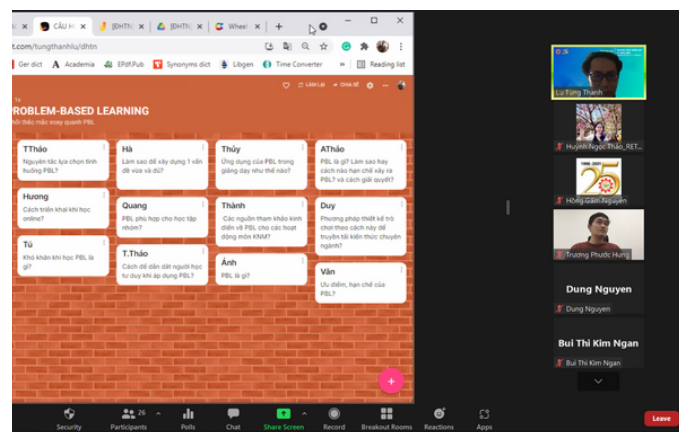 CÂU H
[ĐHTN
[ĐHTN
Wheel
t.com/tungthanhlu/dhtn
Ger dict
Academia
EPdf.Pub
Synonyms dict
Libgen
Time Converter
»
Reading list
LÀM LẠI
CHIA SẺ
ROBLEM-BASED LEARNING
hỏi thắc mắc xoay quanh PBL
TThảo
Nguyên tắc lựa chọn tình
huống PBL?
Hương
Cách triển khai khi học
online?
Tú
Khó khăn khi học PBL là
gì?
Hà
Làm sao để xây dựng 1 vấn
đề vừa và đủ?
Quang
PBL phù hợp cho học tập
nhóm?
T.Thảo
Cách để dẫn dắt người học
tư duy khi áp dụng PBL?
Thủy
Ứng dụng của PBL trong
giảng dạy như thế nào?
Thành
Các nguồn tham khảo kinh
điển về PBL cho các hoạt
động môn KNM?
Ánh
PBL là gì?
AThảo
PBL là gì? Làm sao hay
cách nào hạn chế xảy ra
PBL? và cách giải quyết?
Duy
Phương pháp thiết kế trò
chơi theo cách này để
truyền tải kiến thức chuyên
ngành?
Vân
Ưu điểm, hạn chế của
PBL?
+
Lu Tùng Thanh
Huỳnh Ngọc Thảo_RET...
1996-2021
25
Hồng Gấm Nguyễn
Trương Phước Hưng
Dung Nguyen
Dung Nguyen
Bui Thi Kim Ngan
Bui Thi Kim Ngan
Security
26
Participants
Polls
Chat
Share Screen
Record
Breakout Rooms
Reactions
Apps
Leave